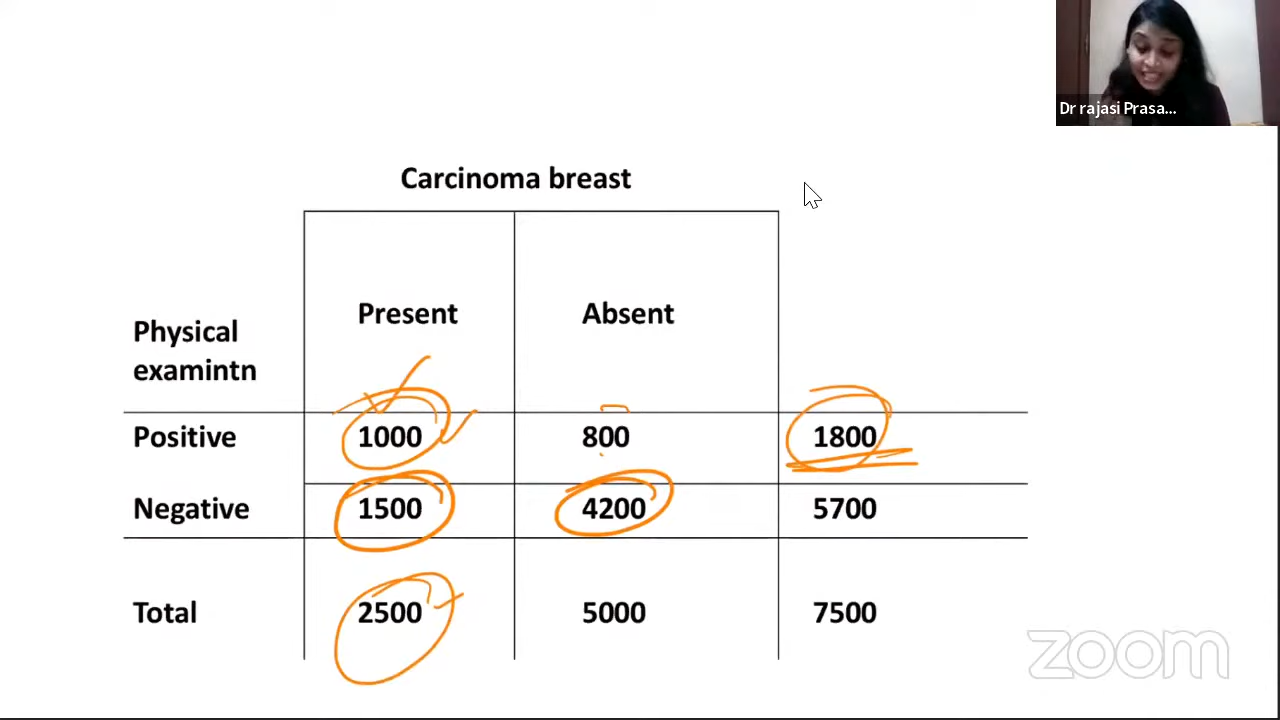 Dr rajasi Prasa...
Carcinoma breast
Physical examintn Present Absent
Positive 1000 800 1800
Negative 1500 4200 5700
Total 2500 5000 7500
zoom